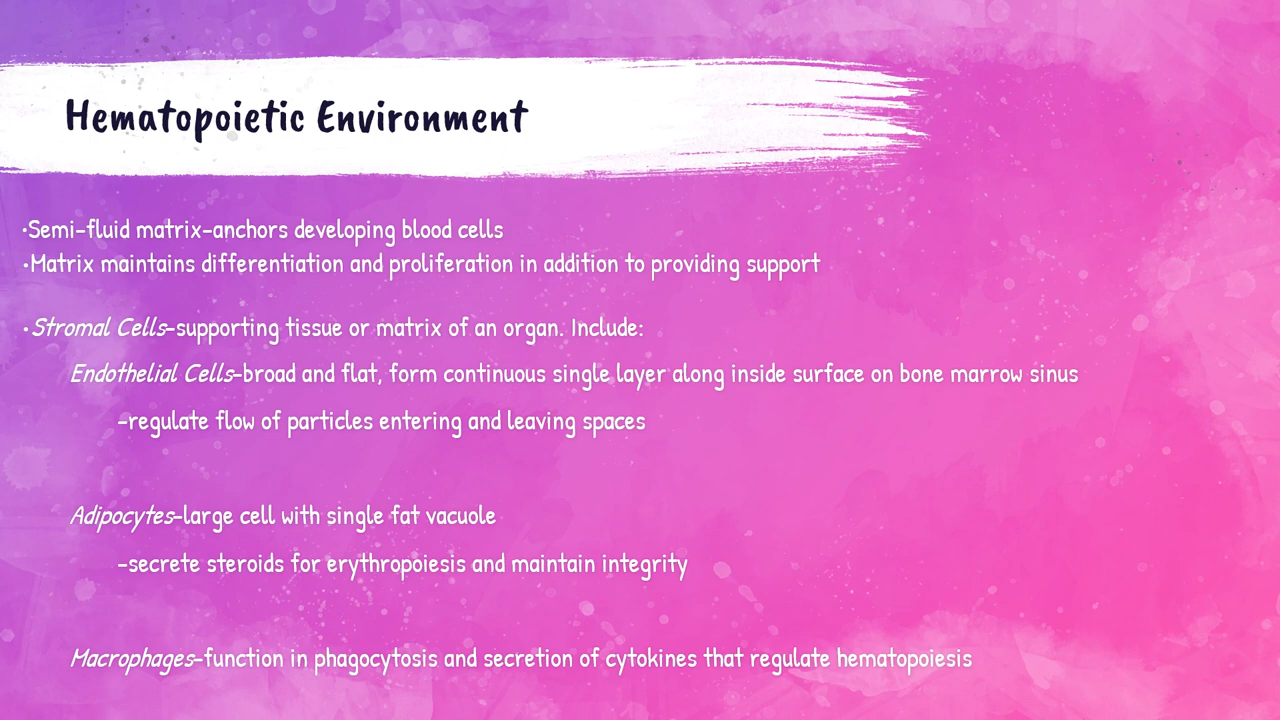 Hematopoietic Environment
•Semi-fluid matrix-anchors developing blood cells
•Matrix maintains differentiation and proliferation in addition to providing support
•Stromal Cells-supporting tissue or matrix of an organ. Include:
Endothelial Cells-broad and flat, form continuous single layer along inside surface on bone marrow sinus
-regulate flow of particles entering and leaving spaces
Adipocytes-large cell with single fat vacuole
-secrete steroids for erythropoiesis and maintain integrity
Macrophages-function in phagocytosis and secretion of cytokines that regulate hematopoiesis